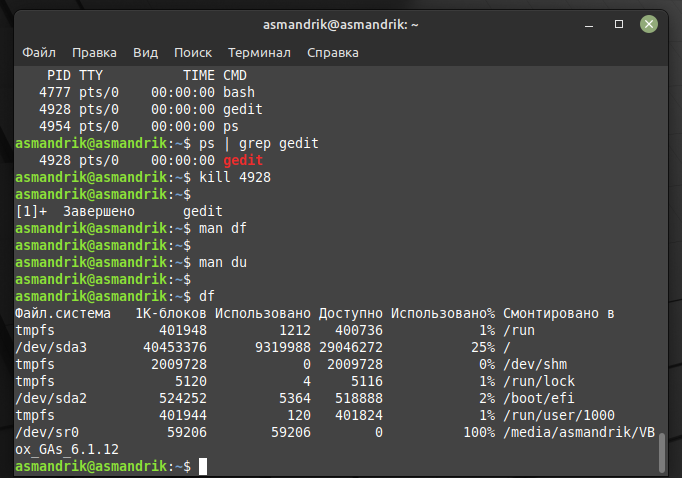 asmandrik@asmandrik: ~
Файл Правка Вид Поиск Терминал Справка
    PID TTY          TIME CMD
   4777 pts/0    00:00:00 bash
   4928 pts/0    00:00:00 gedit
   4954 pts/0    00:00:00 ps
asmandrik@asmandrik:~$ ps | grep gedit
   4928 pts/0    00:00:00 gedit
asmandrik@asmandrik:~$ kill 4928
asmandrik@asmandrik:~$
[1]+  Завершено      gedit
asmandrik@asmandrik:~$ man df
asmandrik@asmandrik:~$
asmandrik@asmandrik:~$ man du
asmandrik@asmandrik:~$
asmandrik@asmandrik:~$ df
Файл.система   1K-блоков Использовано Доступно Использовано% Смонтировано в
tmpfs             401948         1212   400736            1% /run
/dev/sda3       40453376      9319988 29046272           25% /
tmpfs            2009728            0  2009728            0% /dev/shm
tmpfs               5120            4     5116            1% /run/lock
/dev/sda2         524252         5364   518888            2% /boot/efi
tmpfs             401944          120   401824            1% /run/user/1000
/dev/sr0           59206        59206        0          100% /media/asmandrik/VB
ox_GAs_6.1.12
asmandrik@asmandrik:~$